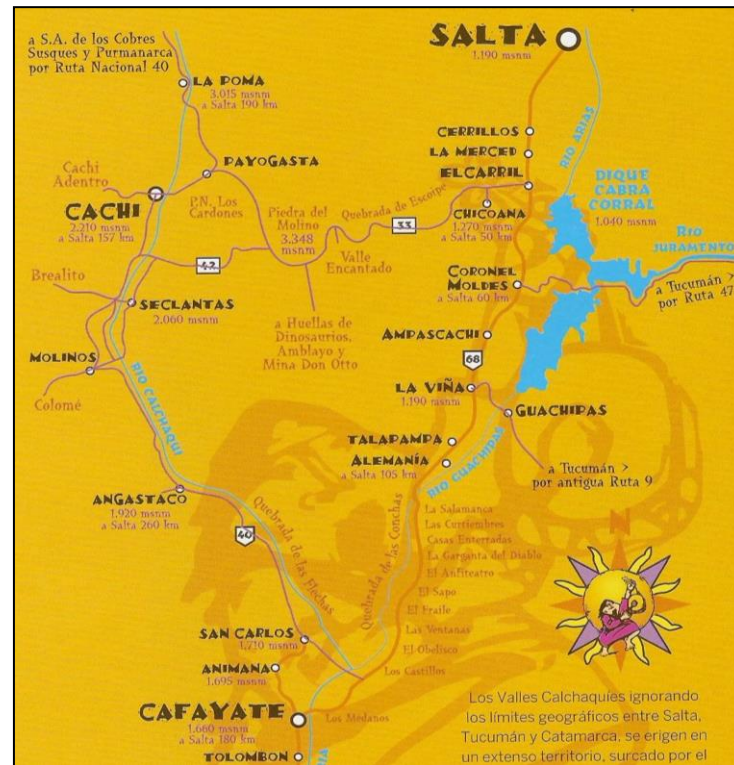 SALTA
1.190 msnm
a S.A. de los Cobres
Susques y Purmamarca
por Ruta Nacional 40
LA POMA
3.015 msnm
a Salta 190 km
CERRILLOS
LA MERCED
EL CARRIL
RIO ARIAS
PAYOGASTA
Cachi
Adentro
CACHI
2.210 msnm
a Salta 157 km
P.N. Los
Cardones
Piedra del
Molino
3.348
msnm
Quebrada de Escoipe
33
Valle
Encantado
CHICOANA
1.270 msnm
a Salta 50 km
DIQUE
CABRA
CORRAL
1.040 msnm
RIO
JURAMENTO
42
Brealito
SECLANTAS
2.060 msnm
CORONEL
MOLDES
a Salta 60 km
a Tucumán >
por Ruta 47
a Huellas de
Dinosaurios,
Amblayo y
Mina Don Otto
AMPASCACHI
68
MOLINOS
Colomé
RIO CALCHAQUI
LA VIÑA
1.190 msnm
GUACHIPAS
TALAPAMPA
ALEMANÍA
a Salta 105 km
RIO GUACHIPAS
a Tucumán >
por antigua Ruta 9
ANGASTACO
1.920 msnm
a Salta 260 km
40
Quebrada de las Flechas
Quebrada de las Conchas
La Salamanca
Las Curtiembres
Casas Enterradas
La Garganta del Diablo
El Anfiteatro
El Sapo
El Fraile
Las Ventanas
El Obelisco
Los Castillos
N
SAN CARLOS
1.710 msnm
ANIMANA
1.695 msnm
CAFAYATE
1.660 msnm
a Salta 180 km
Los Médanos
TOLOMBON
Los Valles Calchaquíes ignorando
los límites geográficos entre Salta,
Tucumán y Catamarca, se erigen en
un extenso territorio, surcado por el